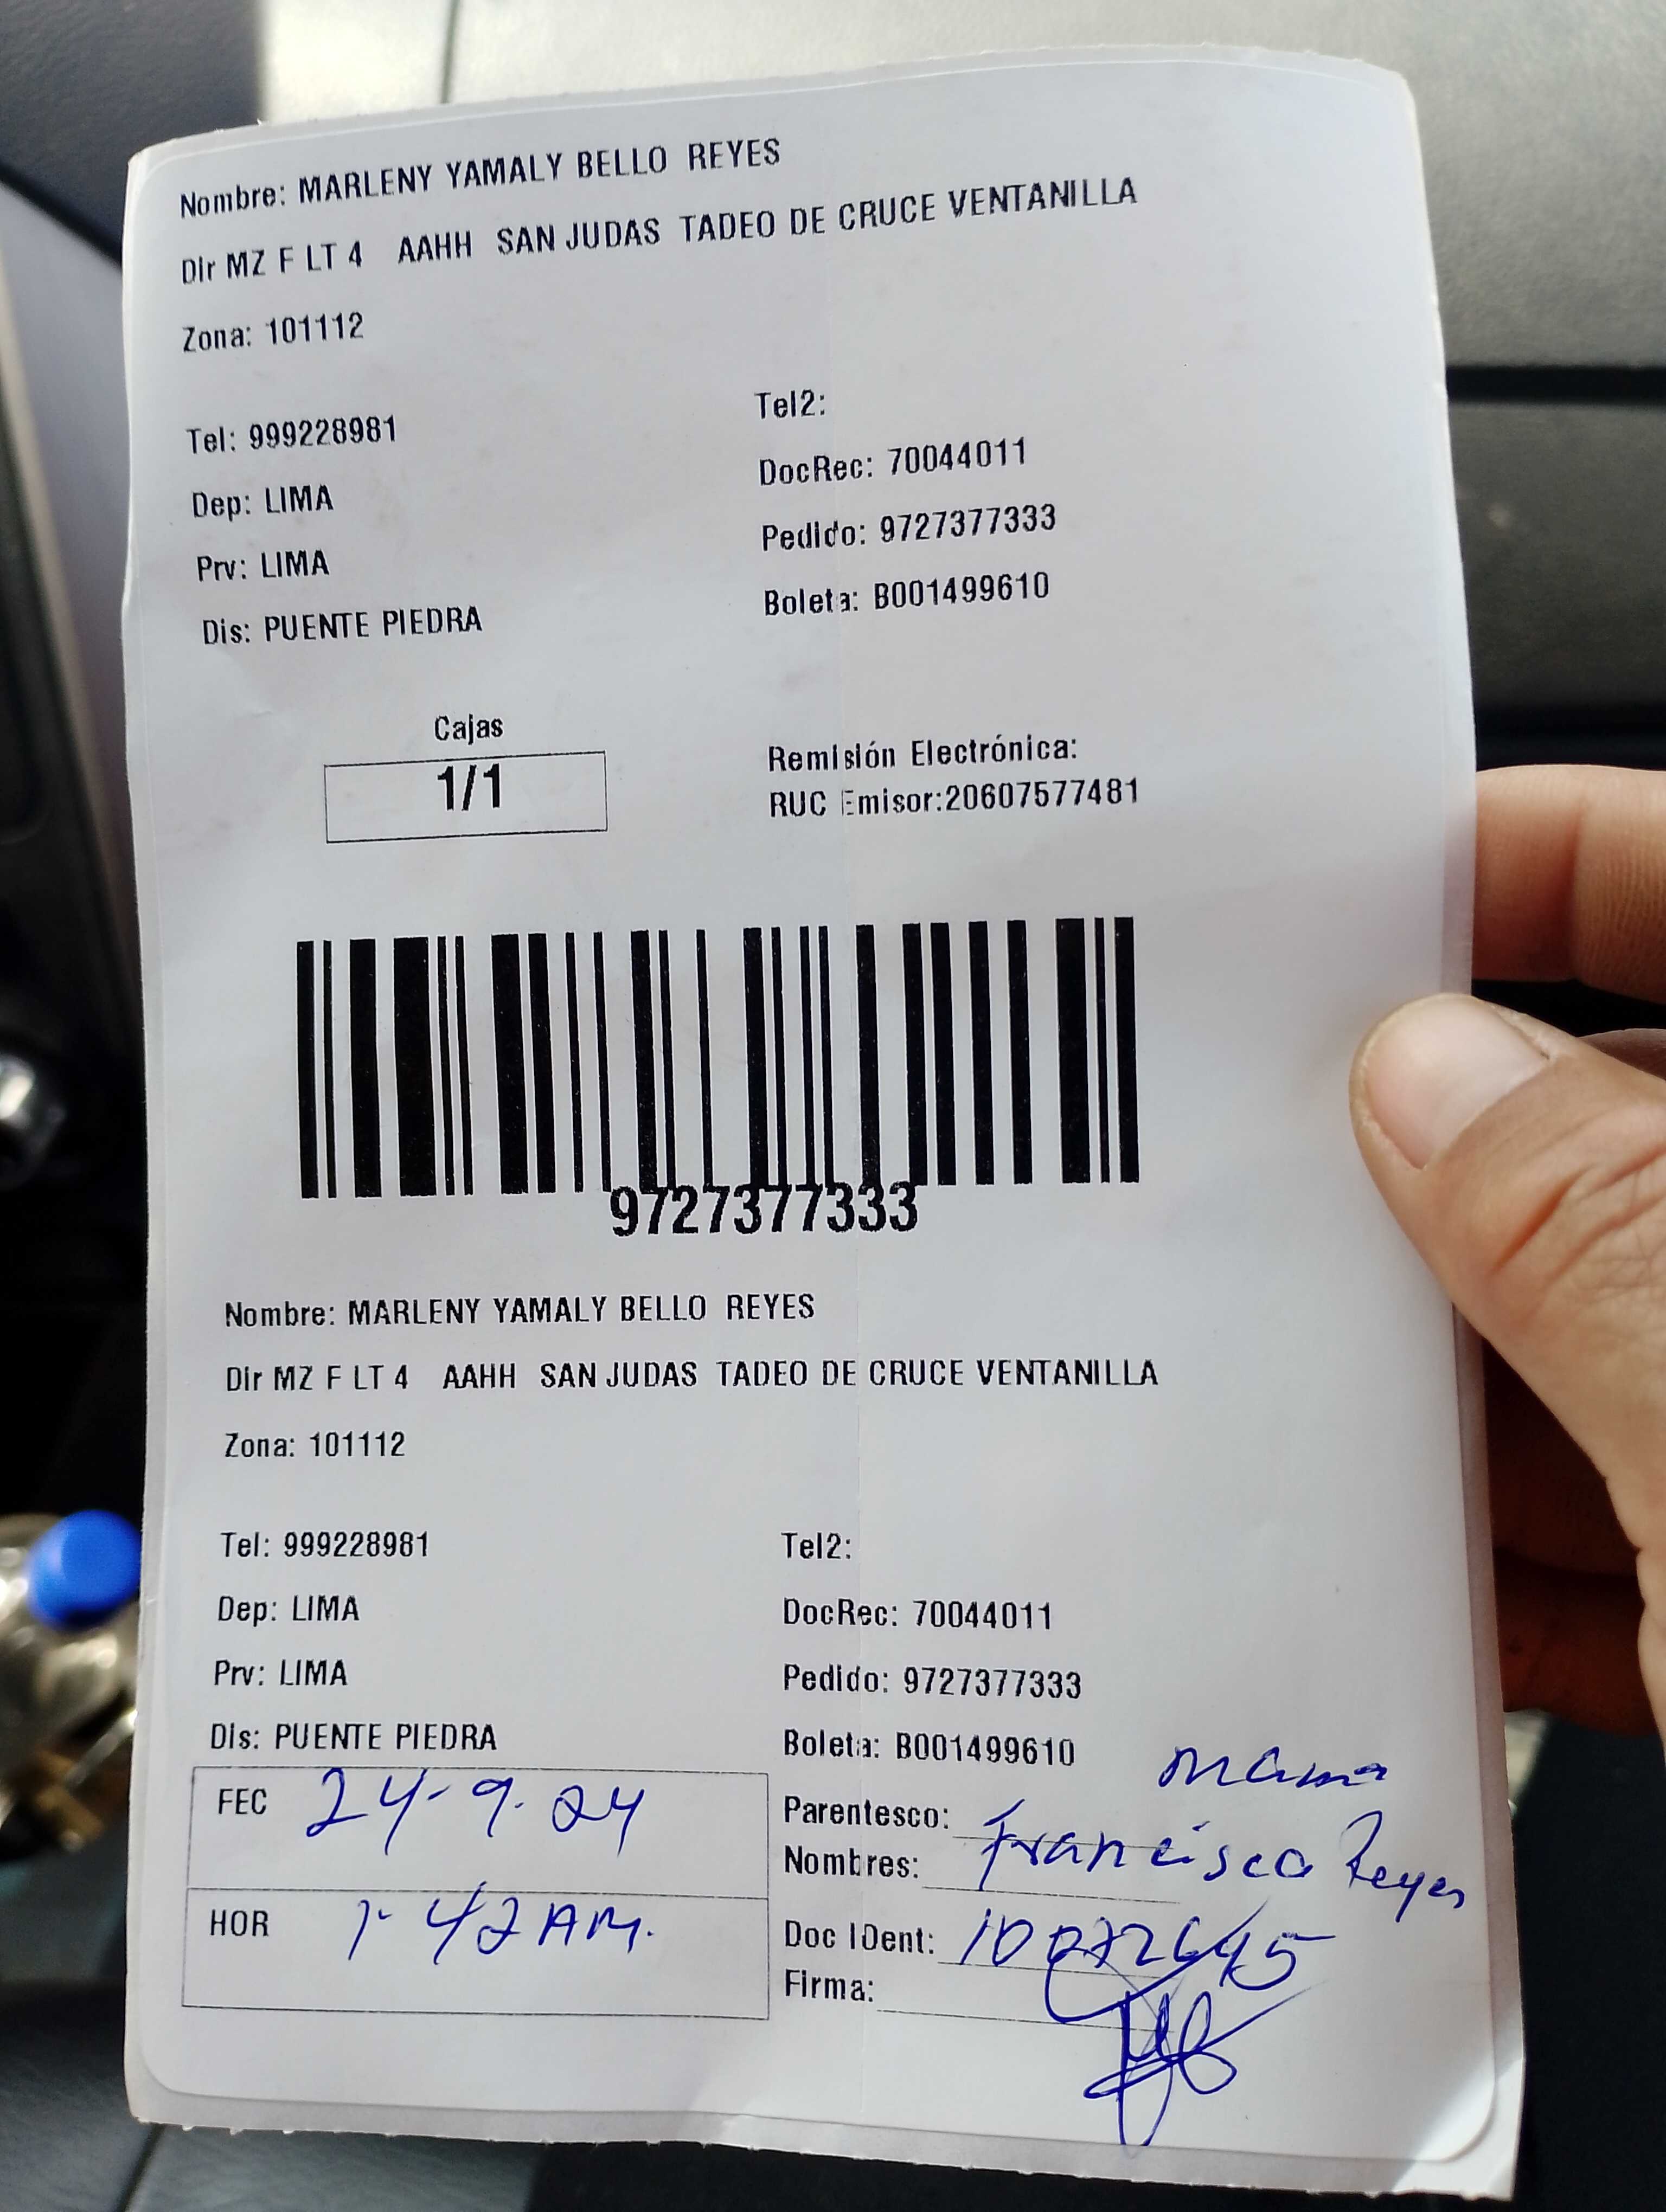 Nombre: MARLENY YAMALY BELLO REYES
Dir MZ F LT 4 AAHH SAN JUDAS TADEO DE CRUCE VENTANILLA
Zona: 101112
Tel: 999228981
Tel2:
Dep: LIMA
DocRec: 70044011
Prv: LIMA
Pedido: 9727377333
Dis: PUENTE PIEDRA
Boleta: B001499610
Cajas
1/1
Remisión Electrónica:
RUC Emisor:20607577481
9727377333
Nombre: MARLENY YAMALY BELLO REYES
Dir MZ F LT 4 AAHH SAN JUDAS TADEO DE CRUCE VENTANILLA
Zona: 101112
Tel: 999228981
Tel2:
Dep: LIMA
DocRec: 70044011
Prv: LIMA
Pedido: 9727377333
Dis: PUENTE PIEDRA
Boleta: B001499610
FEC 24-9-24
Parentesco: mama
Nombres: Francisca Reyes
HOR 1-42 AM.
Doc IDent:
Firma: